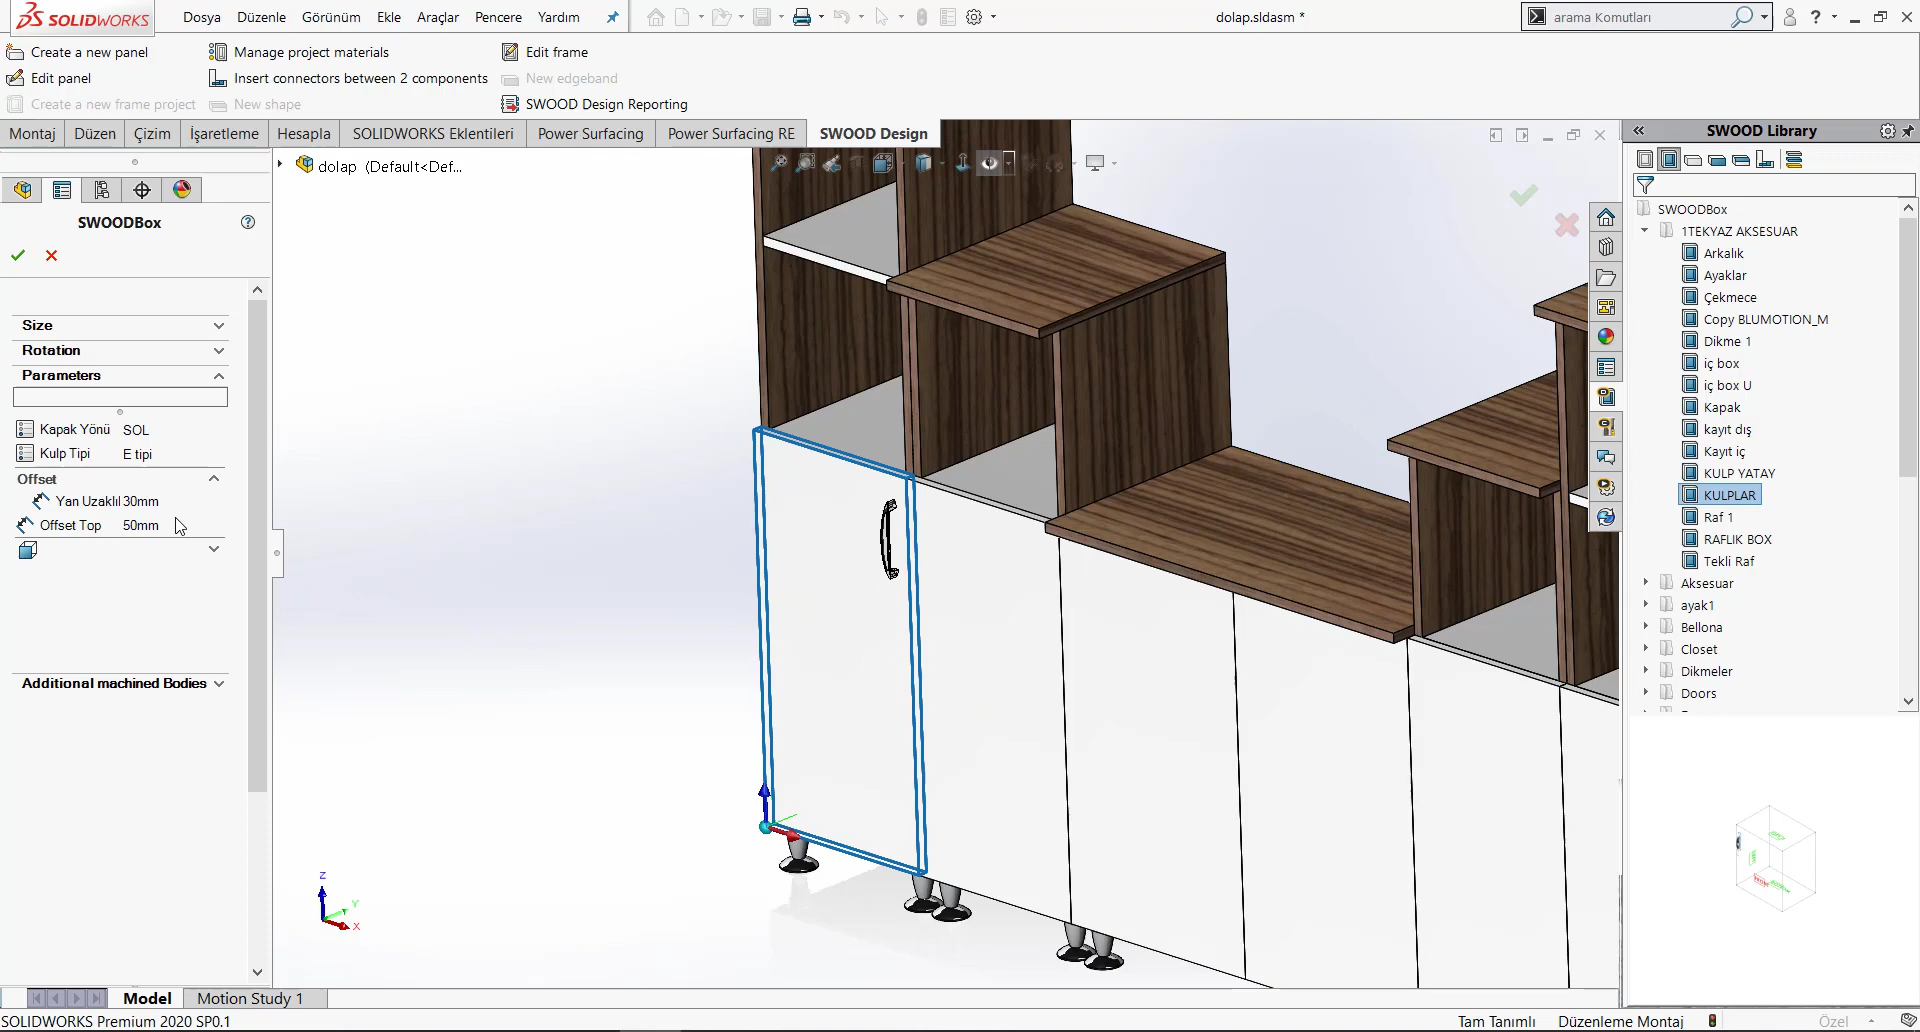 SOLIDWORKS
Dosya Düzenle Görünüm Ekle Araçlar Pencere Yardım
dolap.sldasm *
arama Komutları
Create a new panel
Manage project materials
Edit frame
Edit panel
Insert connectors between 2 components
New edgeband
Create a new frame project
New shape
SWOOD Design Reporting
Montaj Düzen Çizim İşaretleme Hesapla SOLIDWORKS Eklentileri Power Surfacing Power Surfacing RE SWOOD Design
dolap (Default<Def...
SWOODBox
Size
Rotation
Parameters
Kapak Yönü SOL
Kulp Tipi E tipi
Offset
Yan Uzaklıl 30mm
Offset Top 50mm
Additional machined Bodies
Z
Y
X
SWOOD Library
SWOODBox
1TEKYAZ AKSESUAR
Arkalık
Ayaklar
Çekmece
Copy BLUMOTION_M
Dikme 1
iç box
iç box U
Kapak
kayıt dış
Kayıt iç
KULP YATAY
KULPLAR
Raf 1
RAFLIK BOX
Tekli Raf
Aksesuar
ayak1
Bellona
Closet
Dikmeler
Doors
Model Motion Study 1
SOLIDWORKS Premium 2020 SP0.1
Tam Tanımlı Düzenleme Montaj Özel